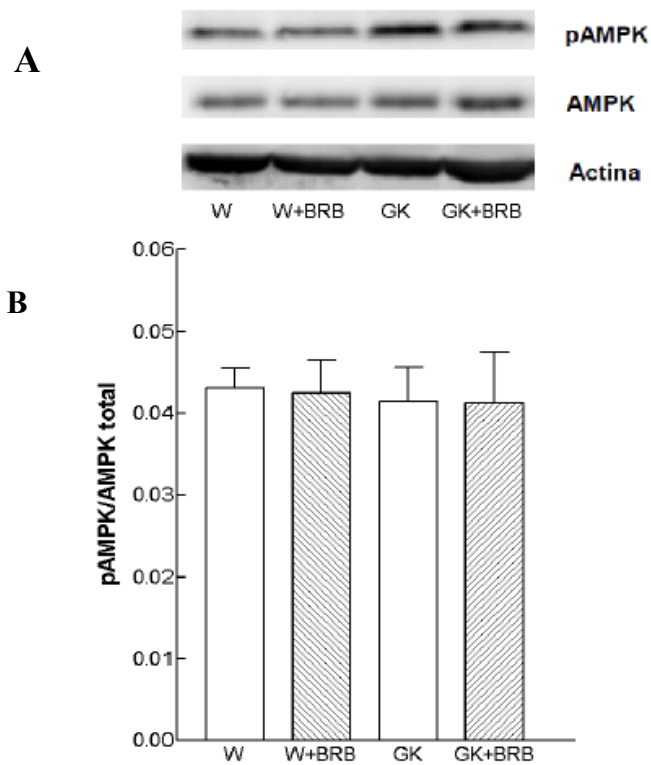 A
pAMPK
AMPK
Actina
W W+BRB GK GK+BRB
B
pAMPK/AMPK total
0.06
0.05
0.04
0.03
0.02
0.01
0.00
W W+BRB GK GK+BRB